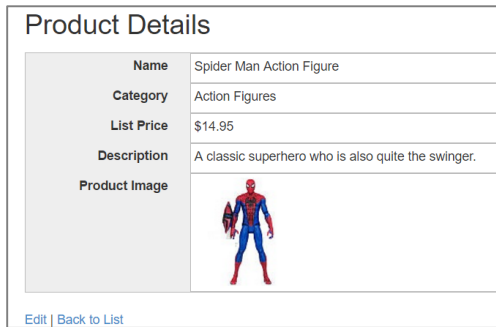 Product Details
Name Spider Man Action Figure
Category Action Figures
List Price $14.95
Description A classic superhero who is also quite the swinger.
Product Image
Edit | Back to List